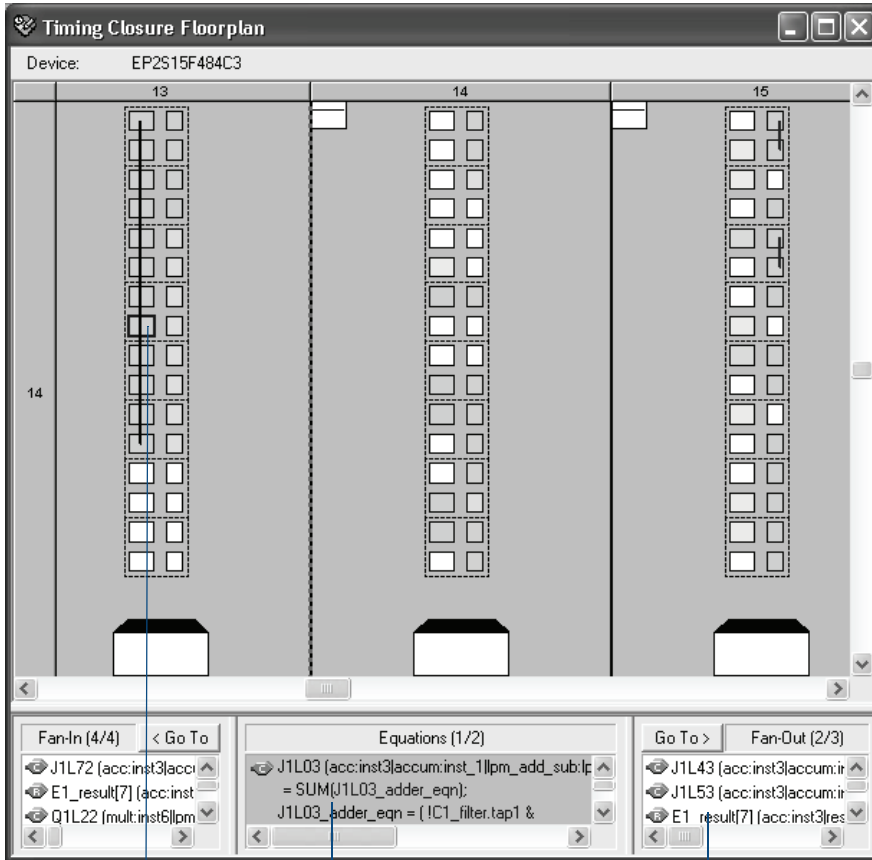 Timing Closure Floorplan
Device: EP2S15F484C3
13 14 15
14
Fan-In (4/4) < Go To
Equations (1/2)
Go To > Fan-Out (2/3)
J1L72 (acc:inst3|acc
E1_result[7] (acc:inst
Q1L22 (mult:inst6|lpm
J1L03 (acc:inst3|accum:inst_1|lpm_add_sub:lp
= SUM(J1L03_adder_eqn);
J1L03_adder_eqn = ( !C1_filter.tap1 &
J1L43 (acc:inst3|accum:ir
J1L53 (acc:inst3|accum:ir
E1_result[7] (acc:inst3|res